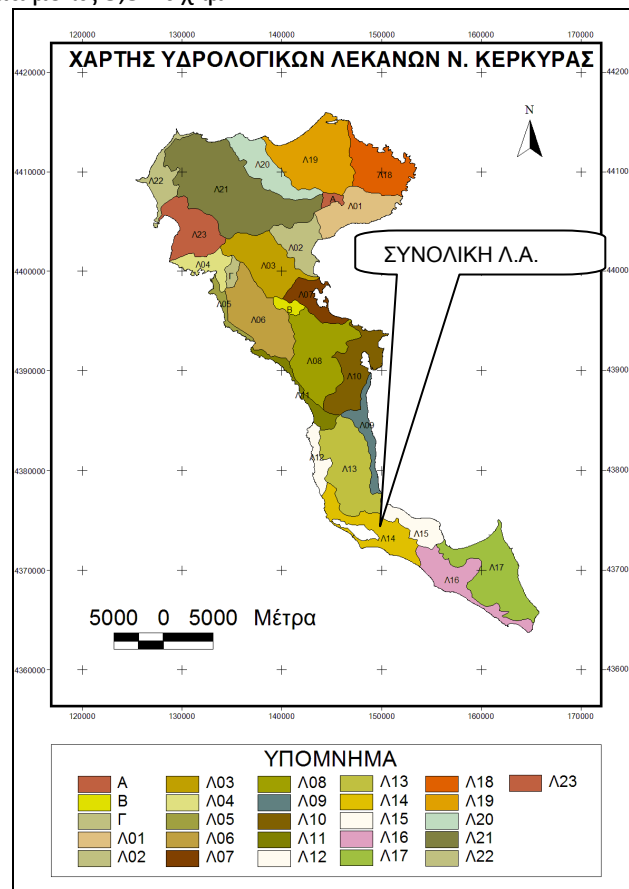 ΧΑΡΤΗΣ ΥΔΡΟΛΟΓΙΚΩΝ ΛΕΚΑΝΩΝ Ν. ΚΕΡΚΥΡΑΣ
120000 130000 140000 150000 160000 170000
4420000 4420000
N
4410000 4410000
Λ19
Λ20
Λ18
Λ22
Λ21
Α
Λ01
Λ23
Λ02
ΣΥΝΟΛΙΚΗ Λ.Α.
Λ04
Λ03
4400000 4400000
Γ
Λ07
Λ05
Β
Λ06
Λ08
4390000 4390000
Λ10
Λ11
Λ09
Λ12
Λ13
4380000 4380000
Λ15
Λ14
4370000 4370000
Λ16
Λ17
5000 0 5000 Μέτρα
4360000 4360000
120000 130000 140000 150000 160000 170000
ΥΠΟΜΝΗΜΑ
Α Λ03 Λ08 Λ13 Λ18 Λ23
Β Λ04 Λ09 Λ14 Λ19
Γ Λ05 Λ10 Λ15 Λ20
Λ01 Λ06 Λ11 Λ16 Λ21
Λ02 Λ07 Λ12 Λ17 Λ22